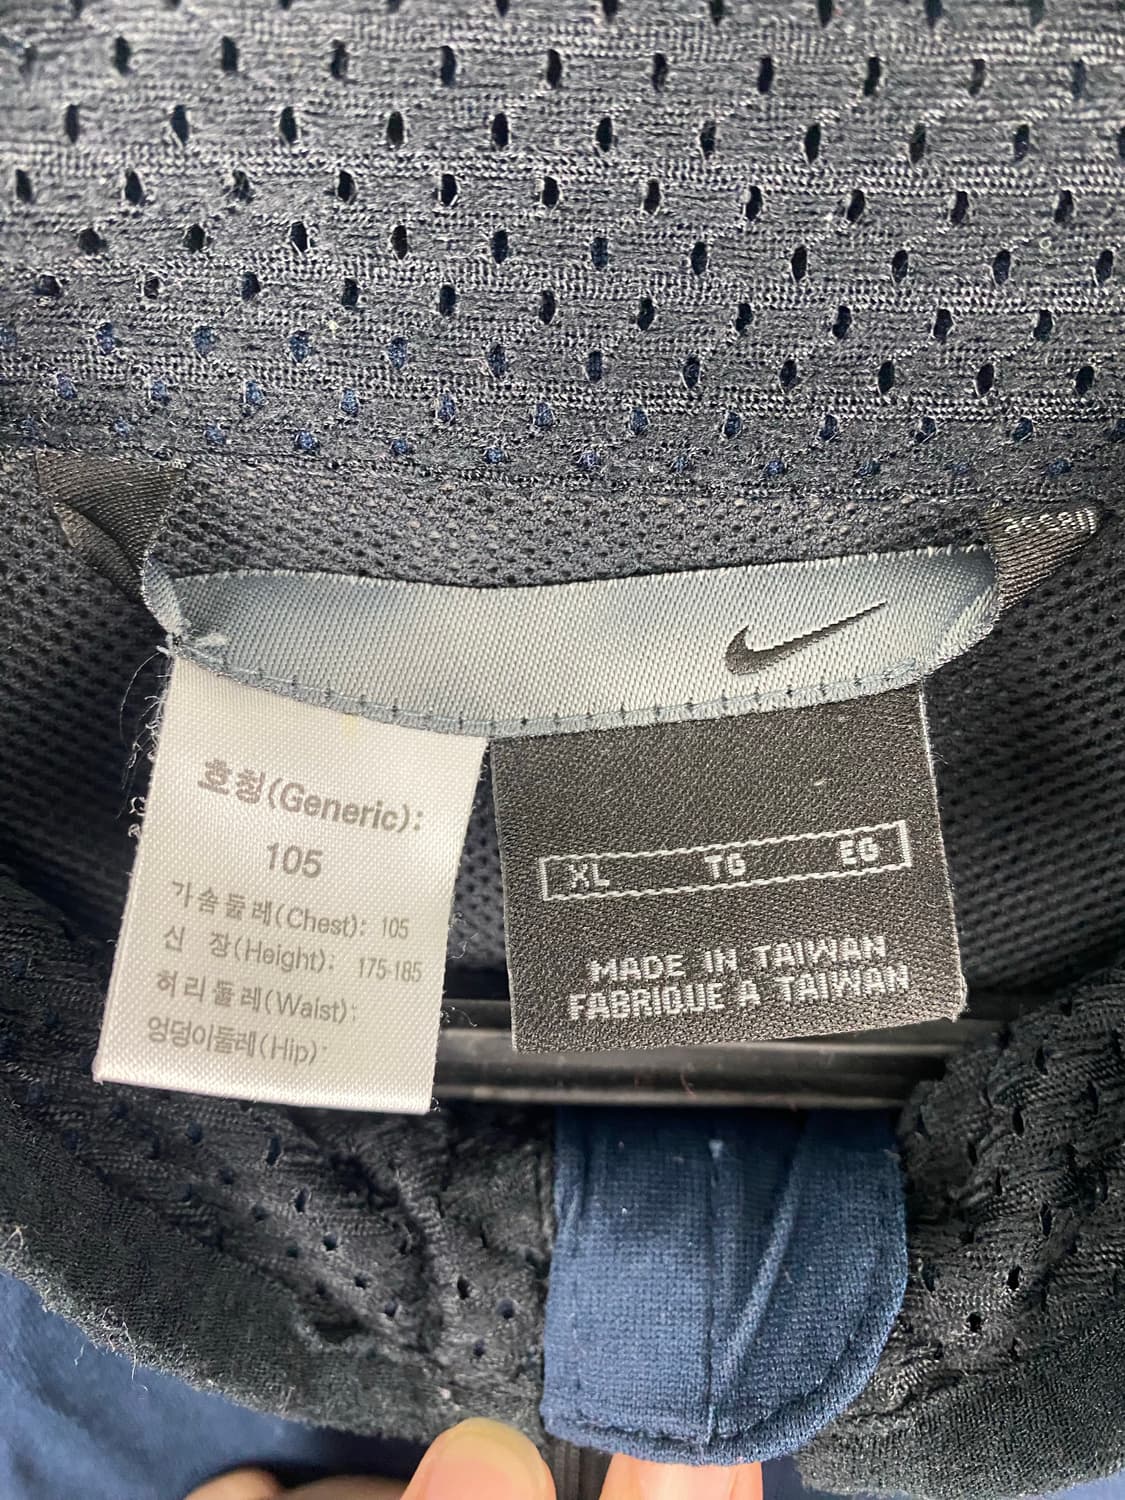 호칭(Generic):
105
가슴둘레(Chest): 105
신 장(Height): 175-185
허리둘레(Waist):
엉덩이둘레(Hip):
XL TG EG
MADE IN TAIWAN
FABRIQUE A TAIWAN